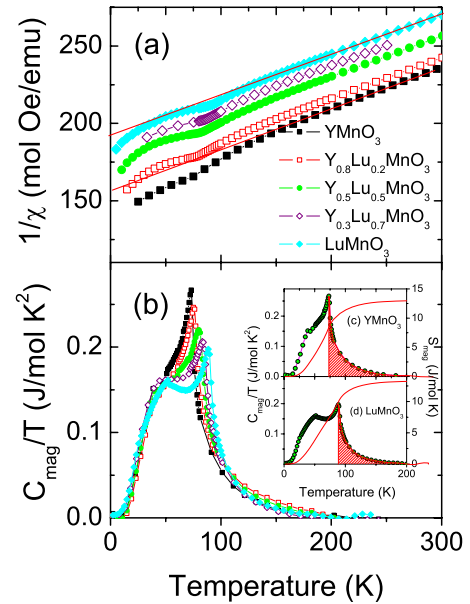 (a)
250
200
150
1/χ (mol Oe/emu)
YMnO3
Y0.8Lu0.2MnO3
Y0.5Lu0.5MnO3
Y0.3Lu0.7MnO3
LuMnO3
(b)
0.2
0.1
0.0
Cmag/T (J/mol K2)
0 100 200 300
Temperature (K)
(c) YMnO3
0.2
0.1
0.0
15
10
5
(d) LuMnO3
0.2
0.1
0.0
10
5
0
0 100 200
Cmag/T (J/mol K2)
Smag (J/mol K)
Temperature (K)